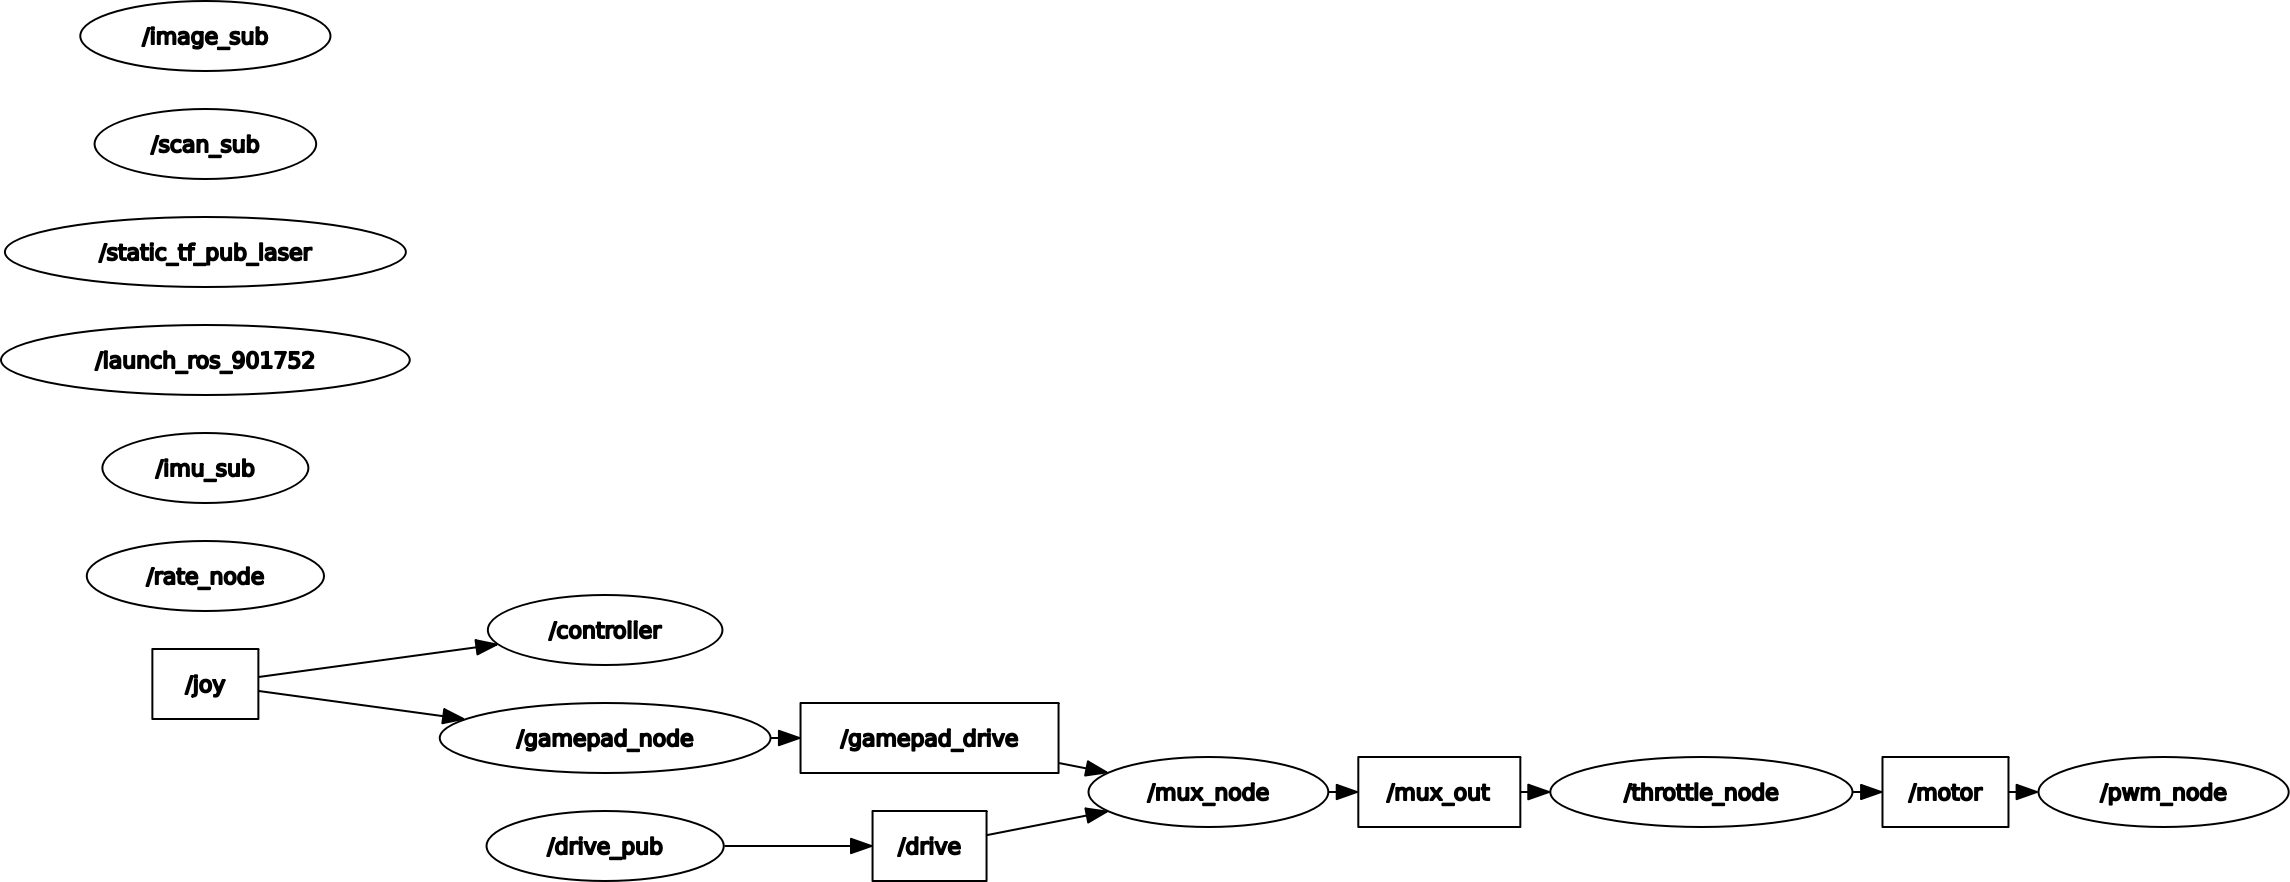 /image_sub
/scan_sub
/static_tf_pub_laser
/launch_ros_901752
/imu_sub
/rate_node
/controller
/joy
/gamepad_node
/gamepad_drive
/mux_node
/mux_out
/throttle_node
/motor
/pwm_node
/drive_pub
/drive